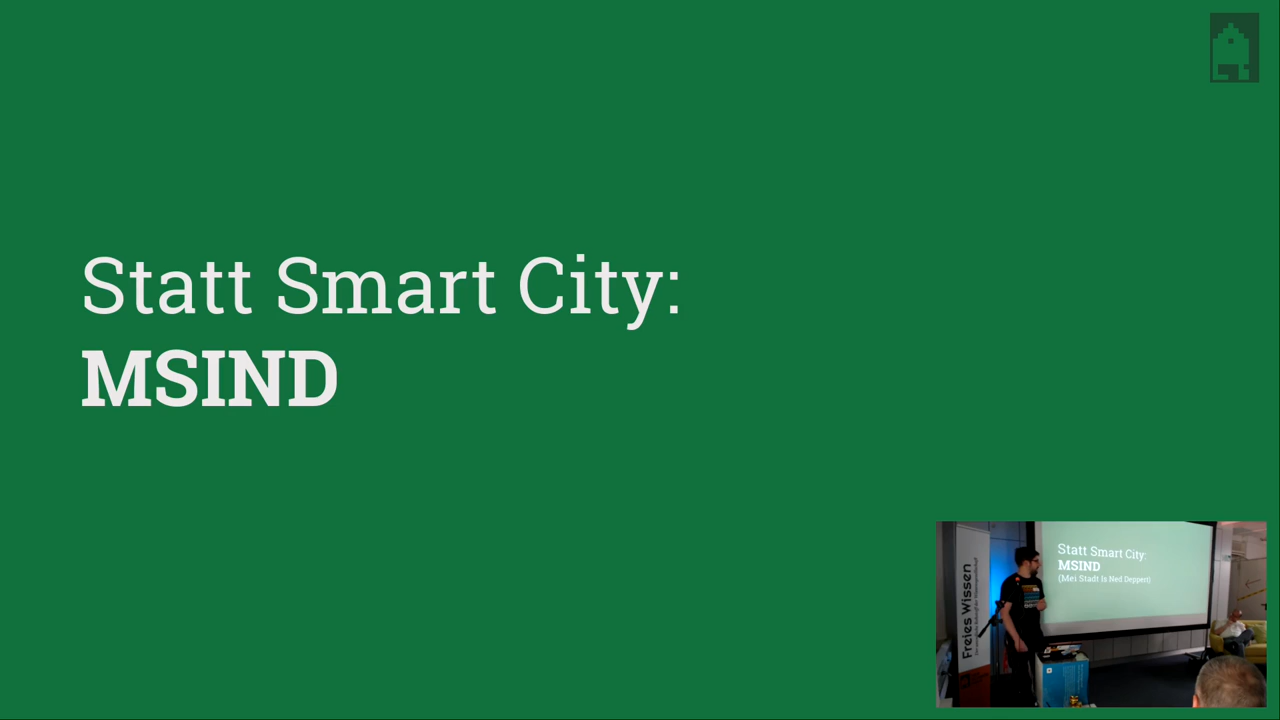 Statt Smart City:
MSIND
Freies Wissen
Statt Smart City:
MSIND
(Mei Stadt Is Ned Deppert)